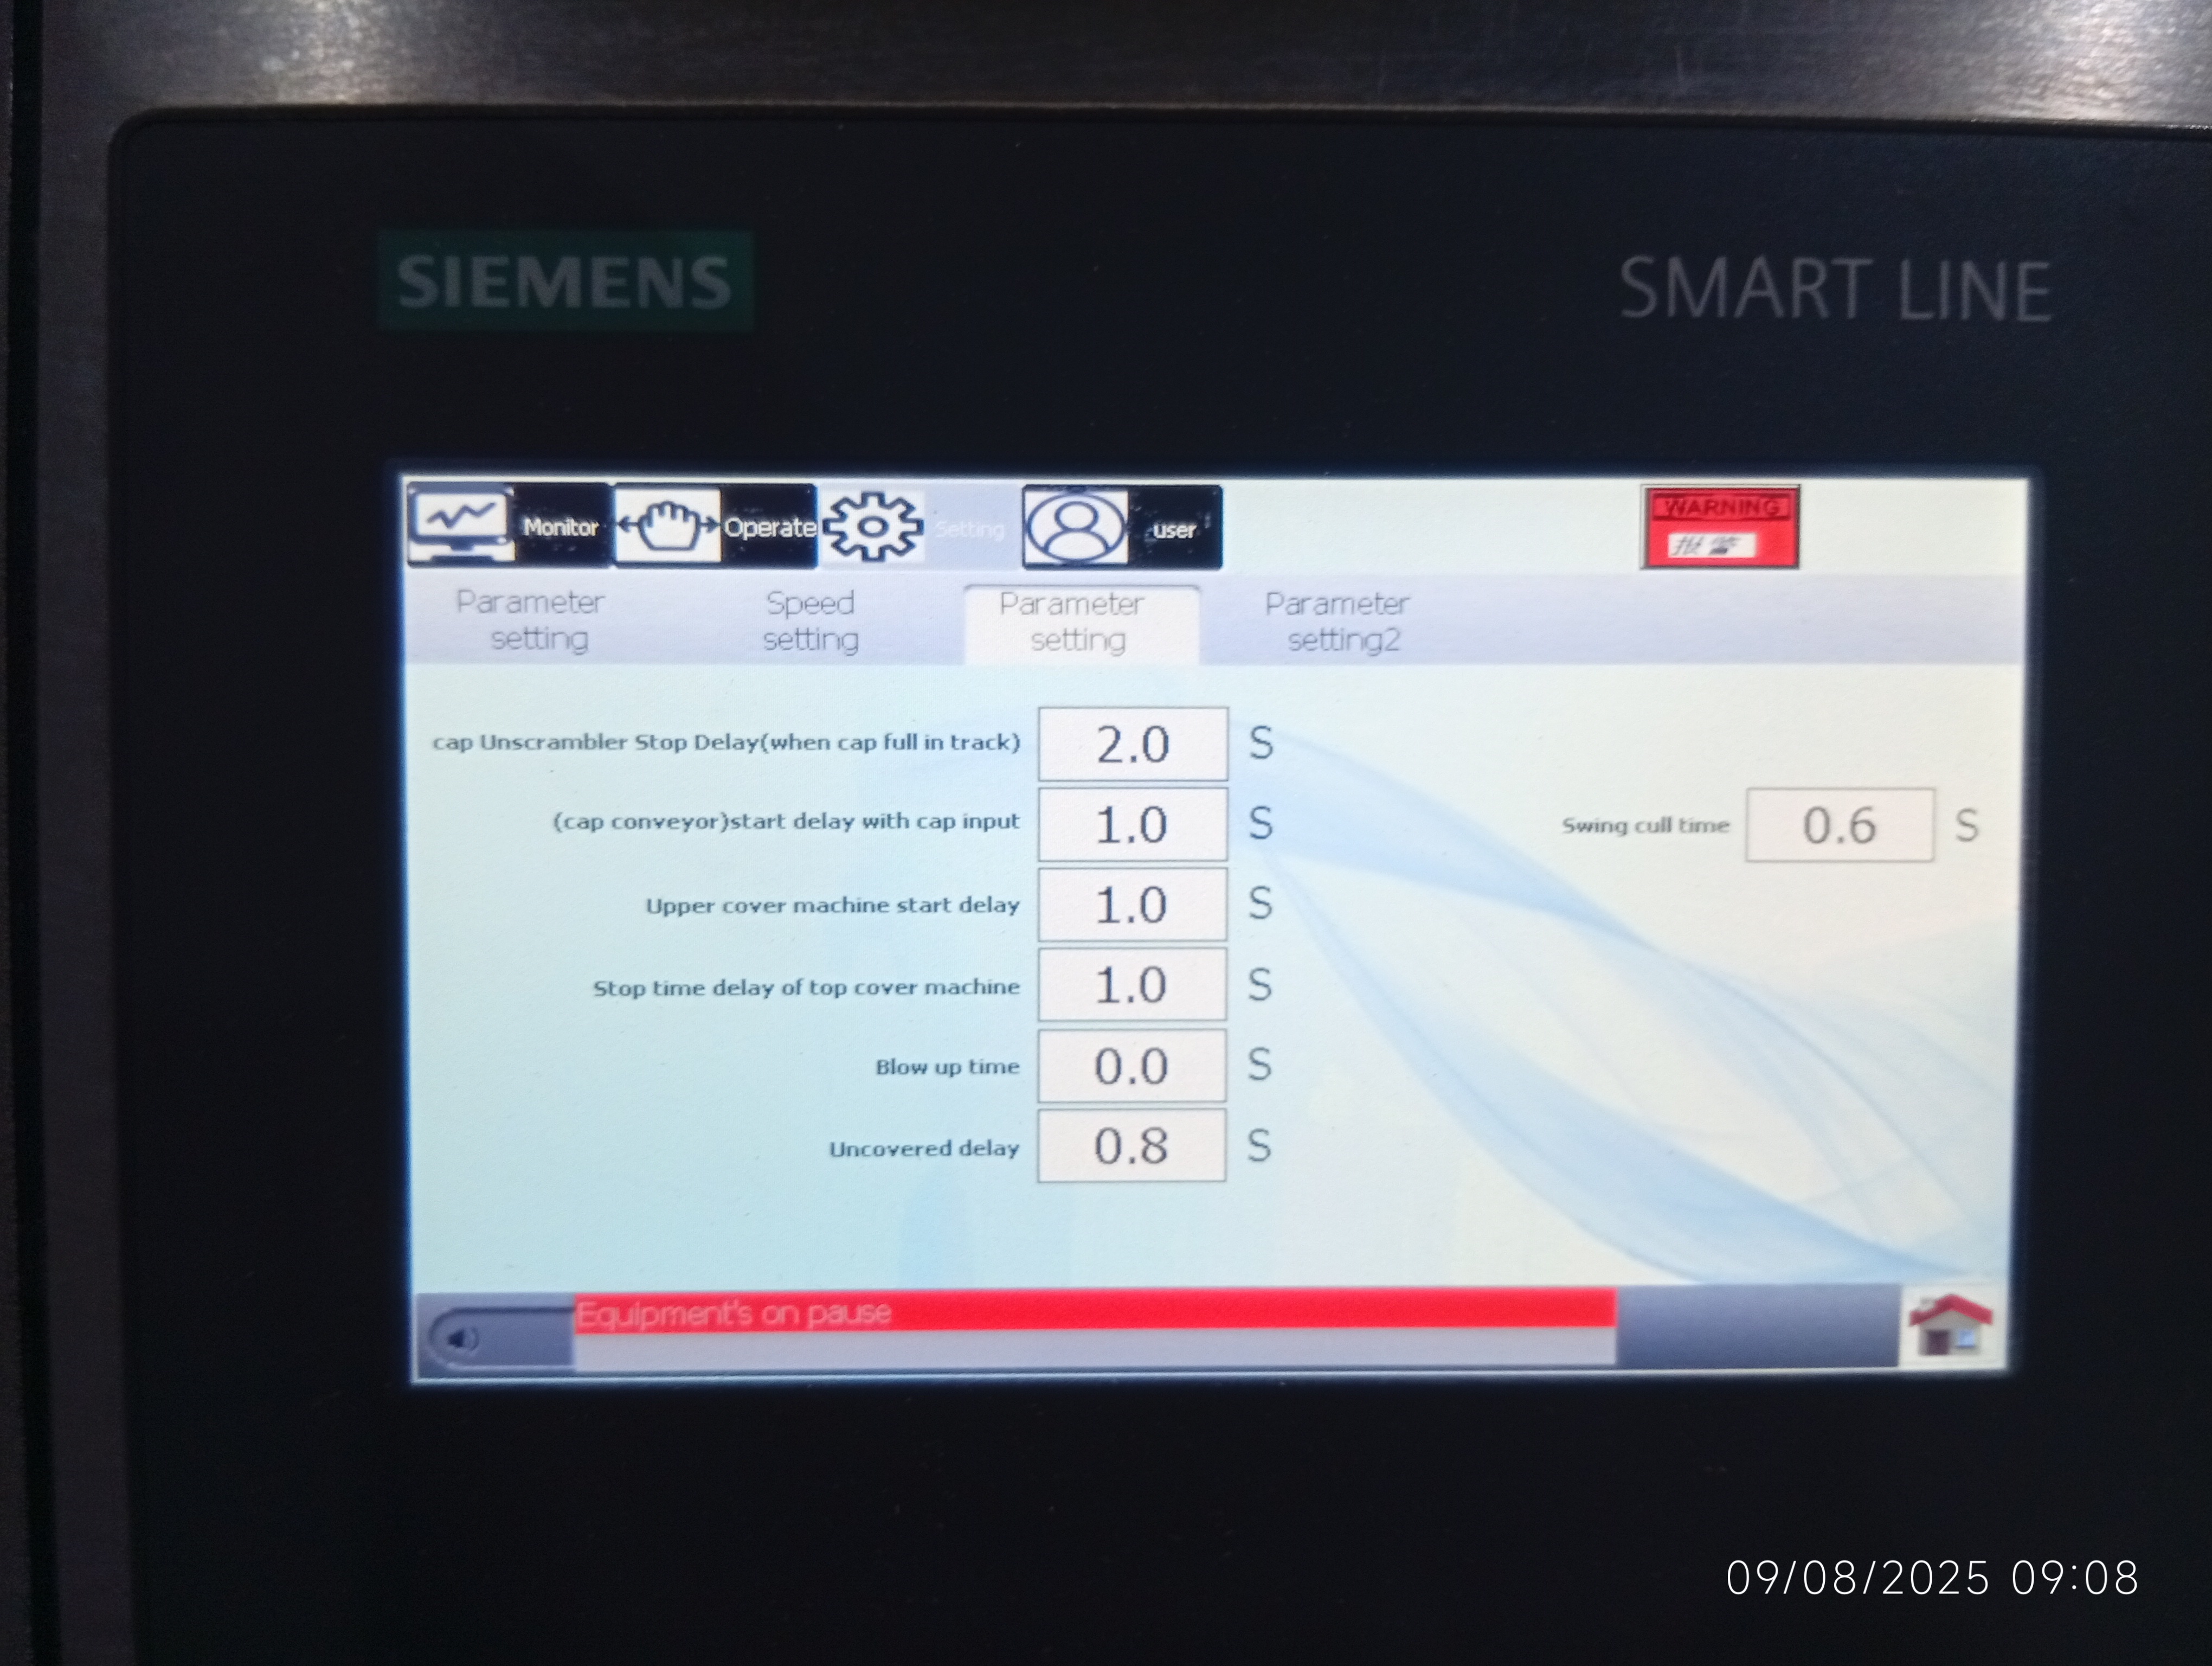 SIEMENS
SMART LINE
Monitor
Operate
Setting
user
WARNING
Parameter
setting
Speed
setting
Parameter
setting
Parameter
setting2
cap Unscrambler Stop Delay(when cap full in track) 2.0 S
(cap conveyor)start delay with cap input 1.0 S
Swing cull time 0.6 S
Upper cover machine start delay 1.0 S
Stop time delay of top cover machine 1.0 S
Blow up time 0.0 S
Uncovered delay 0.8 S
Equipment's on pause
09/08/2025 09:08